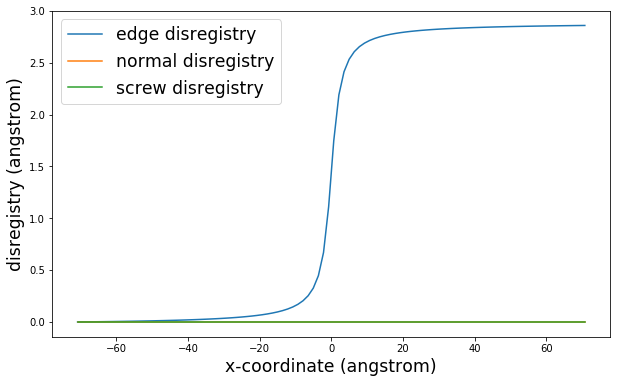 edge disregistry
normal disregistry
screw disregistry
disregistry (angstrom)
3.0
2.5
2.0
1.5
1.0
0.5
0.0
−60 −40 −20 0 20 40 60
x-coordinate (angstrom)